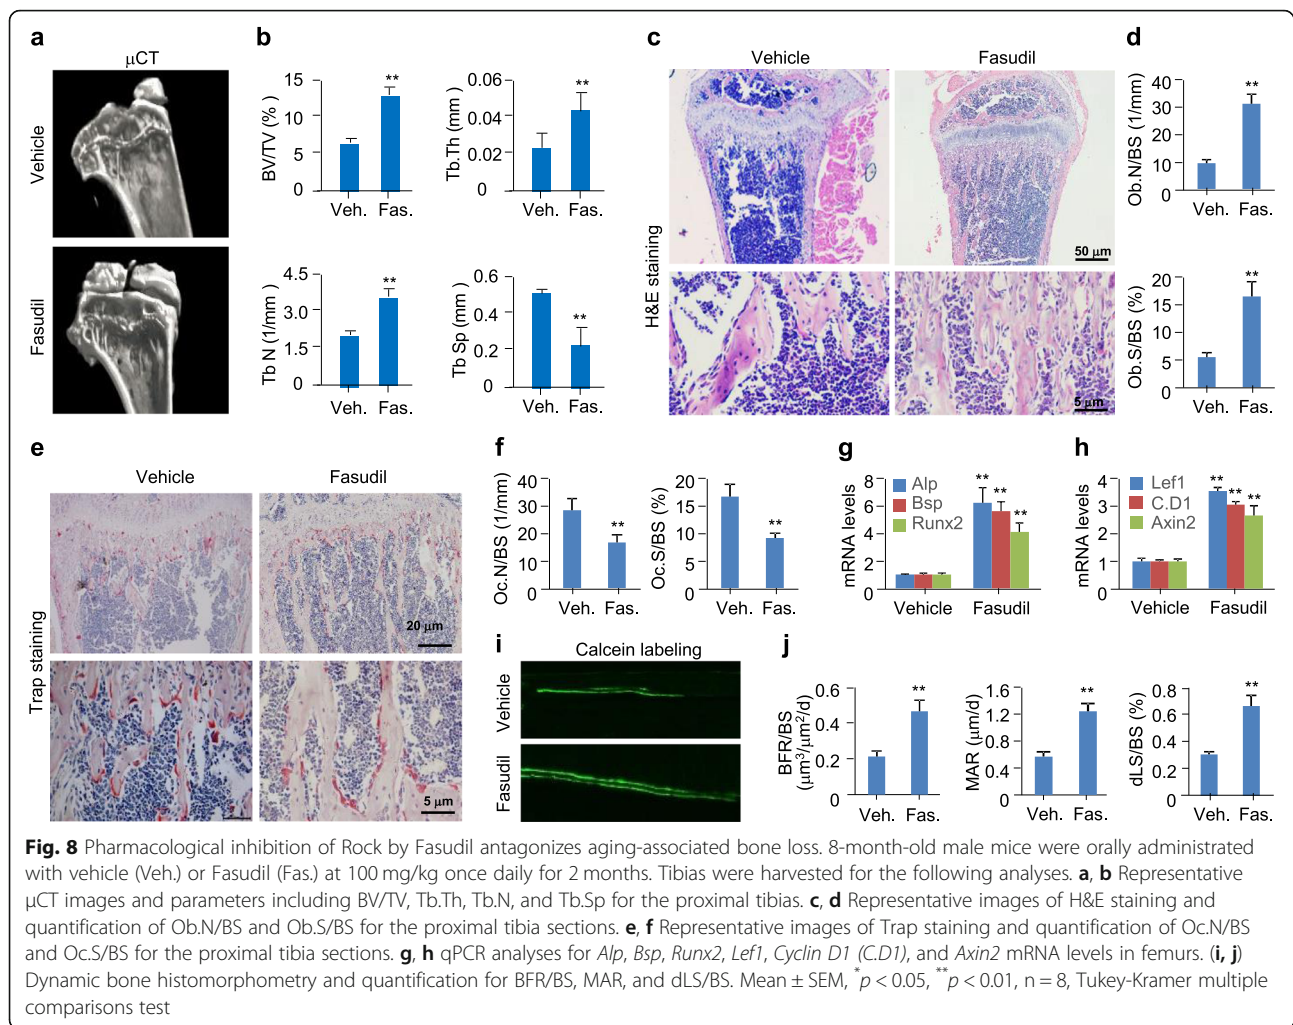 a
μCT
Vehicle
Fasudil
b
BV/TV (%)
15
10
5
0
**
Veh. Fas.
Tb.Th (mm)
0.06
0.04
0.02
0
**
Veh. Fas.
Tb N (1/mm)
4.5
3.0
1.5
0
**
Veh. Fas.
Tb Sp (mm)
0.6
0.4
0.2
0
**
Veh. Fas.
c
Vehicle
Fasudil
H&E staining
50 μm
5 μm
d
Ob.N/BS (1/mm)
40
30
20
10
0
**
Veh. Fas.
Ob.S/BS (%)
20
15
10
5
0
**
Veh. Fas.
e
Vehicle
Fasudil
Trap staining
20 μm
5 μm
f
Oc.N/BS (1/mm)
40
30
20
10
0
**
Veh. Fas.
Oc.S/BS (%)
20
15
10
5
0
**
Veh. Fas.
g
mRNA levels
8
6
4
2
0
Alp
Bsp
Runx2
**
**
**
Vehicle Fasudil
h
mRNA levels
4
3
2
1
0
Lef1
C.D1
Axin2
**
**
**
Vehicle Fasudil
i
Calcein labeling
Vehicle
Fasudil
j
BFR/BS
(μm³/μm²/d)
0.6
0.4
0.2
0
**
Veh. Fas.
MAR (μm/d)
1.6
1.2
0.8
0.4
0
**
Veh. Fas.
dLS/BS (%)
0.8
0.6
0.4
0.2
0
**
Veh. Fas.
Fig. 8 Pharmacological inhibition of Rock by Fasudil antagonizes aging-associated bone loss. 8-month-old male mice were orally administrated
with vehicle (Veh.) or Fasudil (Fas.) at 100 mg/kg once daily for 2 months. Tibias were harvested for the following analyses. a, b Representative
μCT images and parameters including BV/TV, Tb.Th, Tb.N, and Tb.Sp for the proximal tibias. c, d Representative images of H&E staining and
quantification of Ob.N/BS and Ob.S/BS for the proximal tibia sections. e, f Representative images of Trap staining and quantification of Oc.N/BS
and Oc.S/BS for the proximal tibia sections. g, h qPCR analyses for Alp, Bsp, Runx2, Lef1, Cyclin D1 (C.D1), and Axin2 mRNA levels in femurs. (i, j)
Dynamic bone histomorphometry and quantification for BFR/BS, MAR, and dLS/BS. Mean ± SEM, *p < 0.05, **p < 0.01, n = 8, Tukey-Kramer multiple
comparisons test